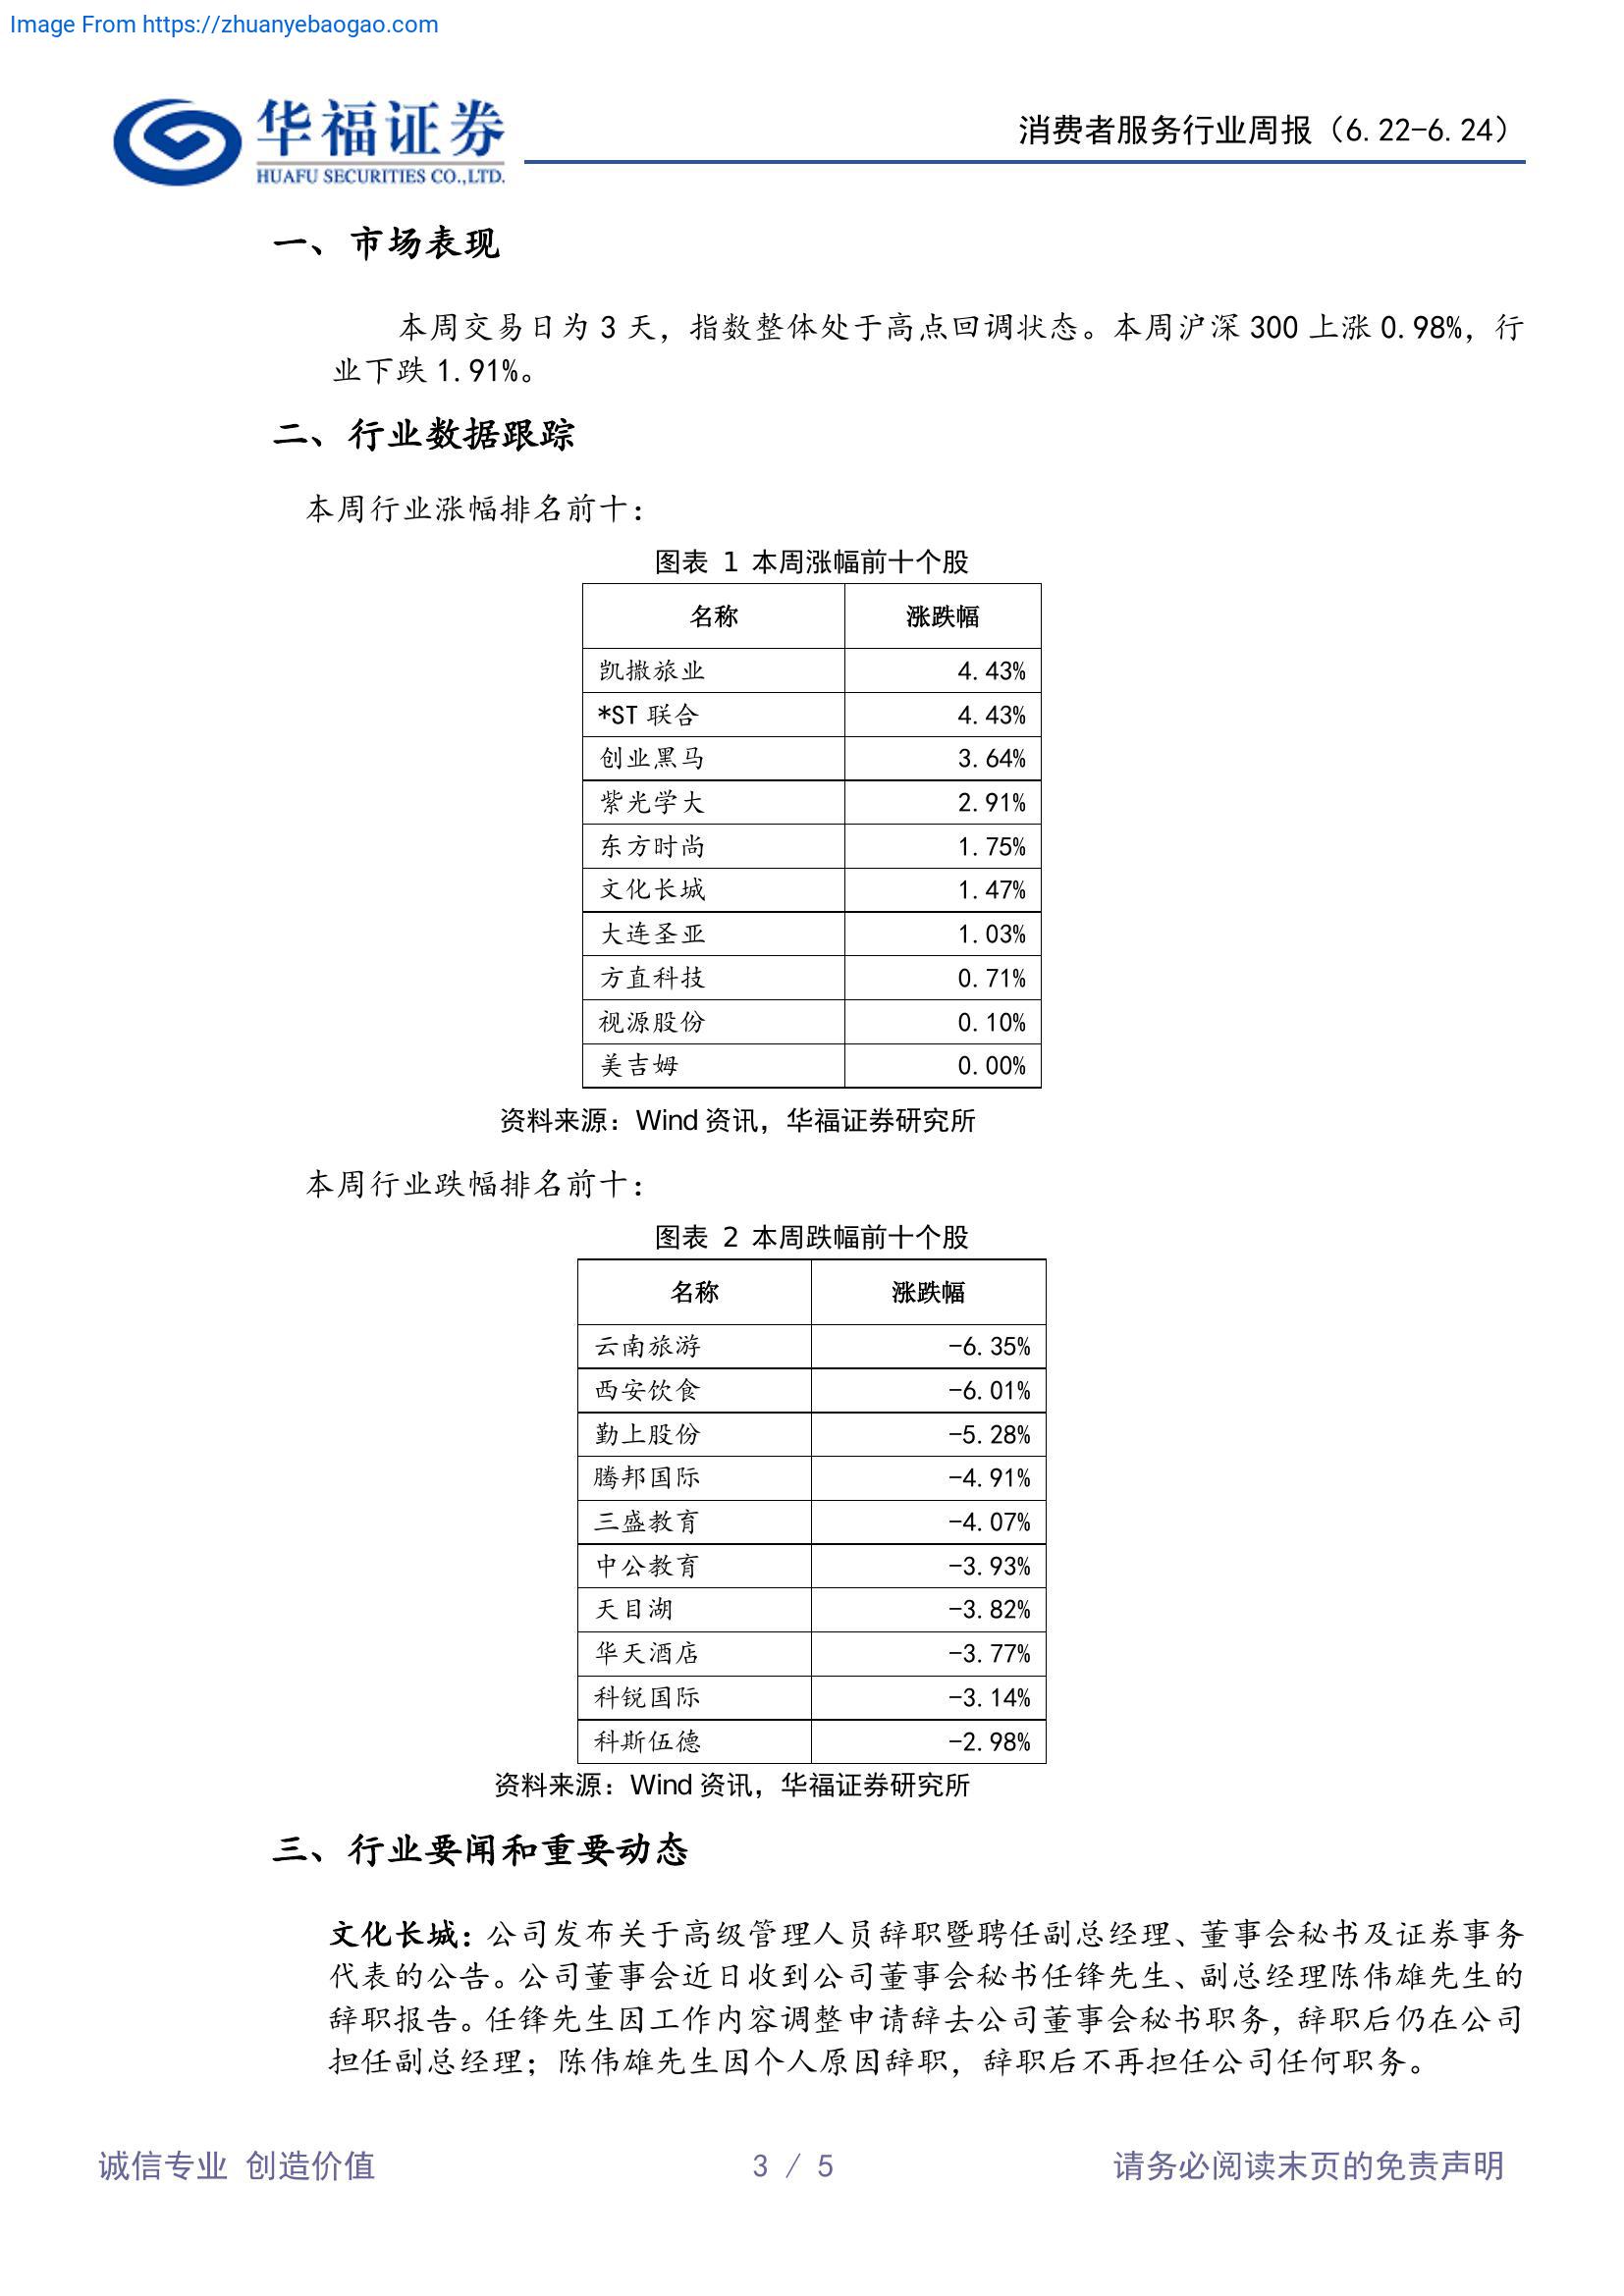 Image From https://zhuanyebaogao.com
华福证券
HUAFU SECURITIES CO.,LTD.
消费者服务行业周报（6.22-6.24）
一、市场表现
本周交易日为 3 天，指数整体处于高点回调状态。本周沪深 300 上涨 0.98%，行
业下跌 1.91%。
二、行业数据跟踪
本周行业涨幅排名前十：
图表 1 本周涨幅前十个股
名称 涨跌幅
凯撒旅业 4.43%
*ST 联合 4.43%
创业黑马 3.64%
紫光学大 2.91%
东方时尚 1.75%
文化长城 1.47%
大连圣亚 1.03%
方直科技 0.71%
视源股份 0.10%
美吉姆 0.00%
资料来源：Wind 资讯，华福证券研究所
本周行业跌幅排名前十：
图表 2 本周跌幅前十个股
名称 涨跌幅
云南旅游 -6.35%
西安饮食 -6.01%
勤上股份 -5.28%
腾邦国际 -4.91%
三盛教育 -4.07%
中公教育 -3.93%
天目湖 -3.82%
华天酒店 -3.77%
科锐国际 -3.14%
科斯伍德 -2.98%
资料来源：Wind 资讯，华福证券研究所
三、行业要闻和重要动态
文化长城：公司发布关于高级管理人员辞职暨聘任副总经理、董事会秘书及证券事务
代表的公告。公司董事会近日收到公司董事会秘书任锋先生、副总经理陈伟雄先生的
辞职报告。任锋先生因工作内容调整申请辞去公司董事会秘书职务，辞职后仍在公司
担任副总经理；陈伟雄先生因个人原因辞职，辞职后不再担任公司任何职务。
诚信专业 创造价值 3 / 5 请务必阅读末页的免责声明